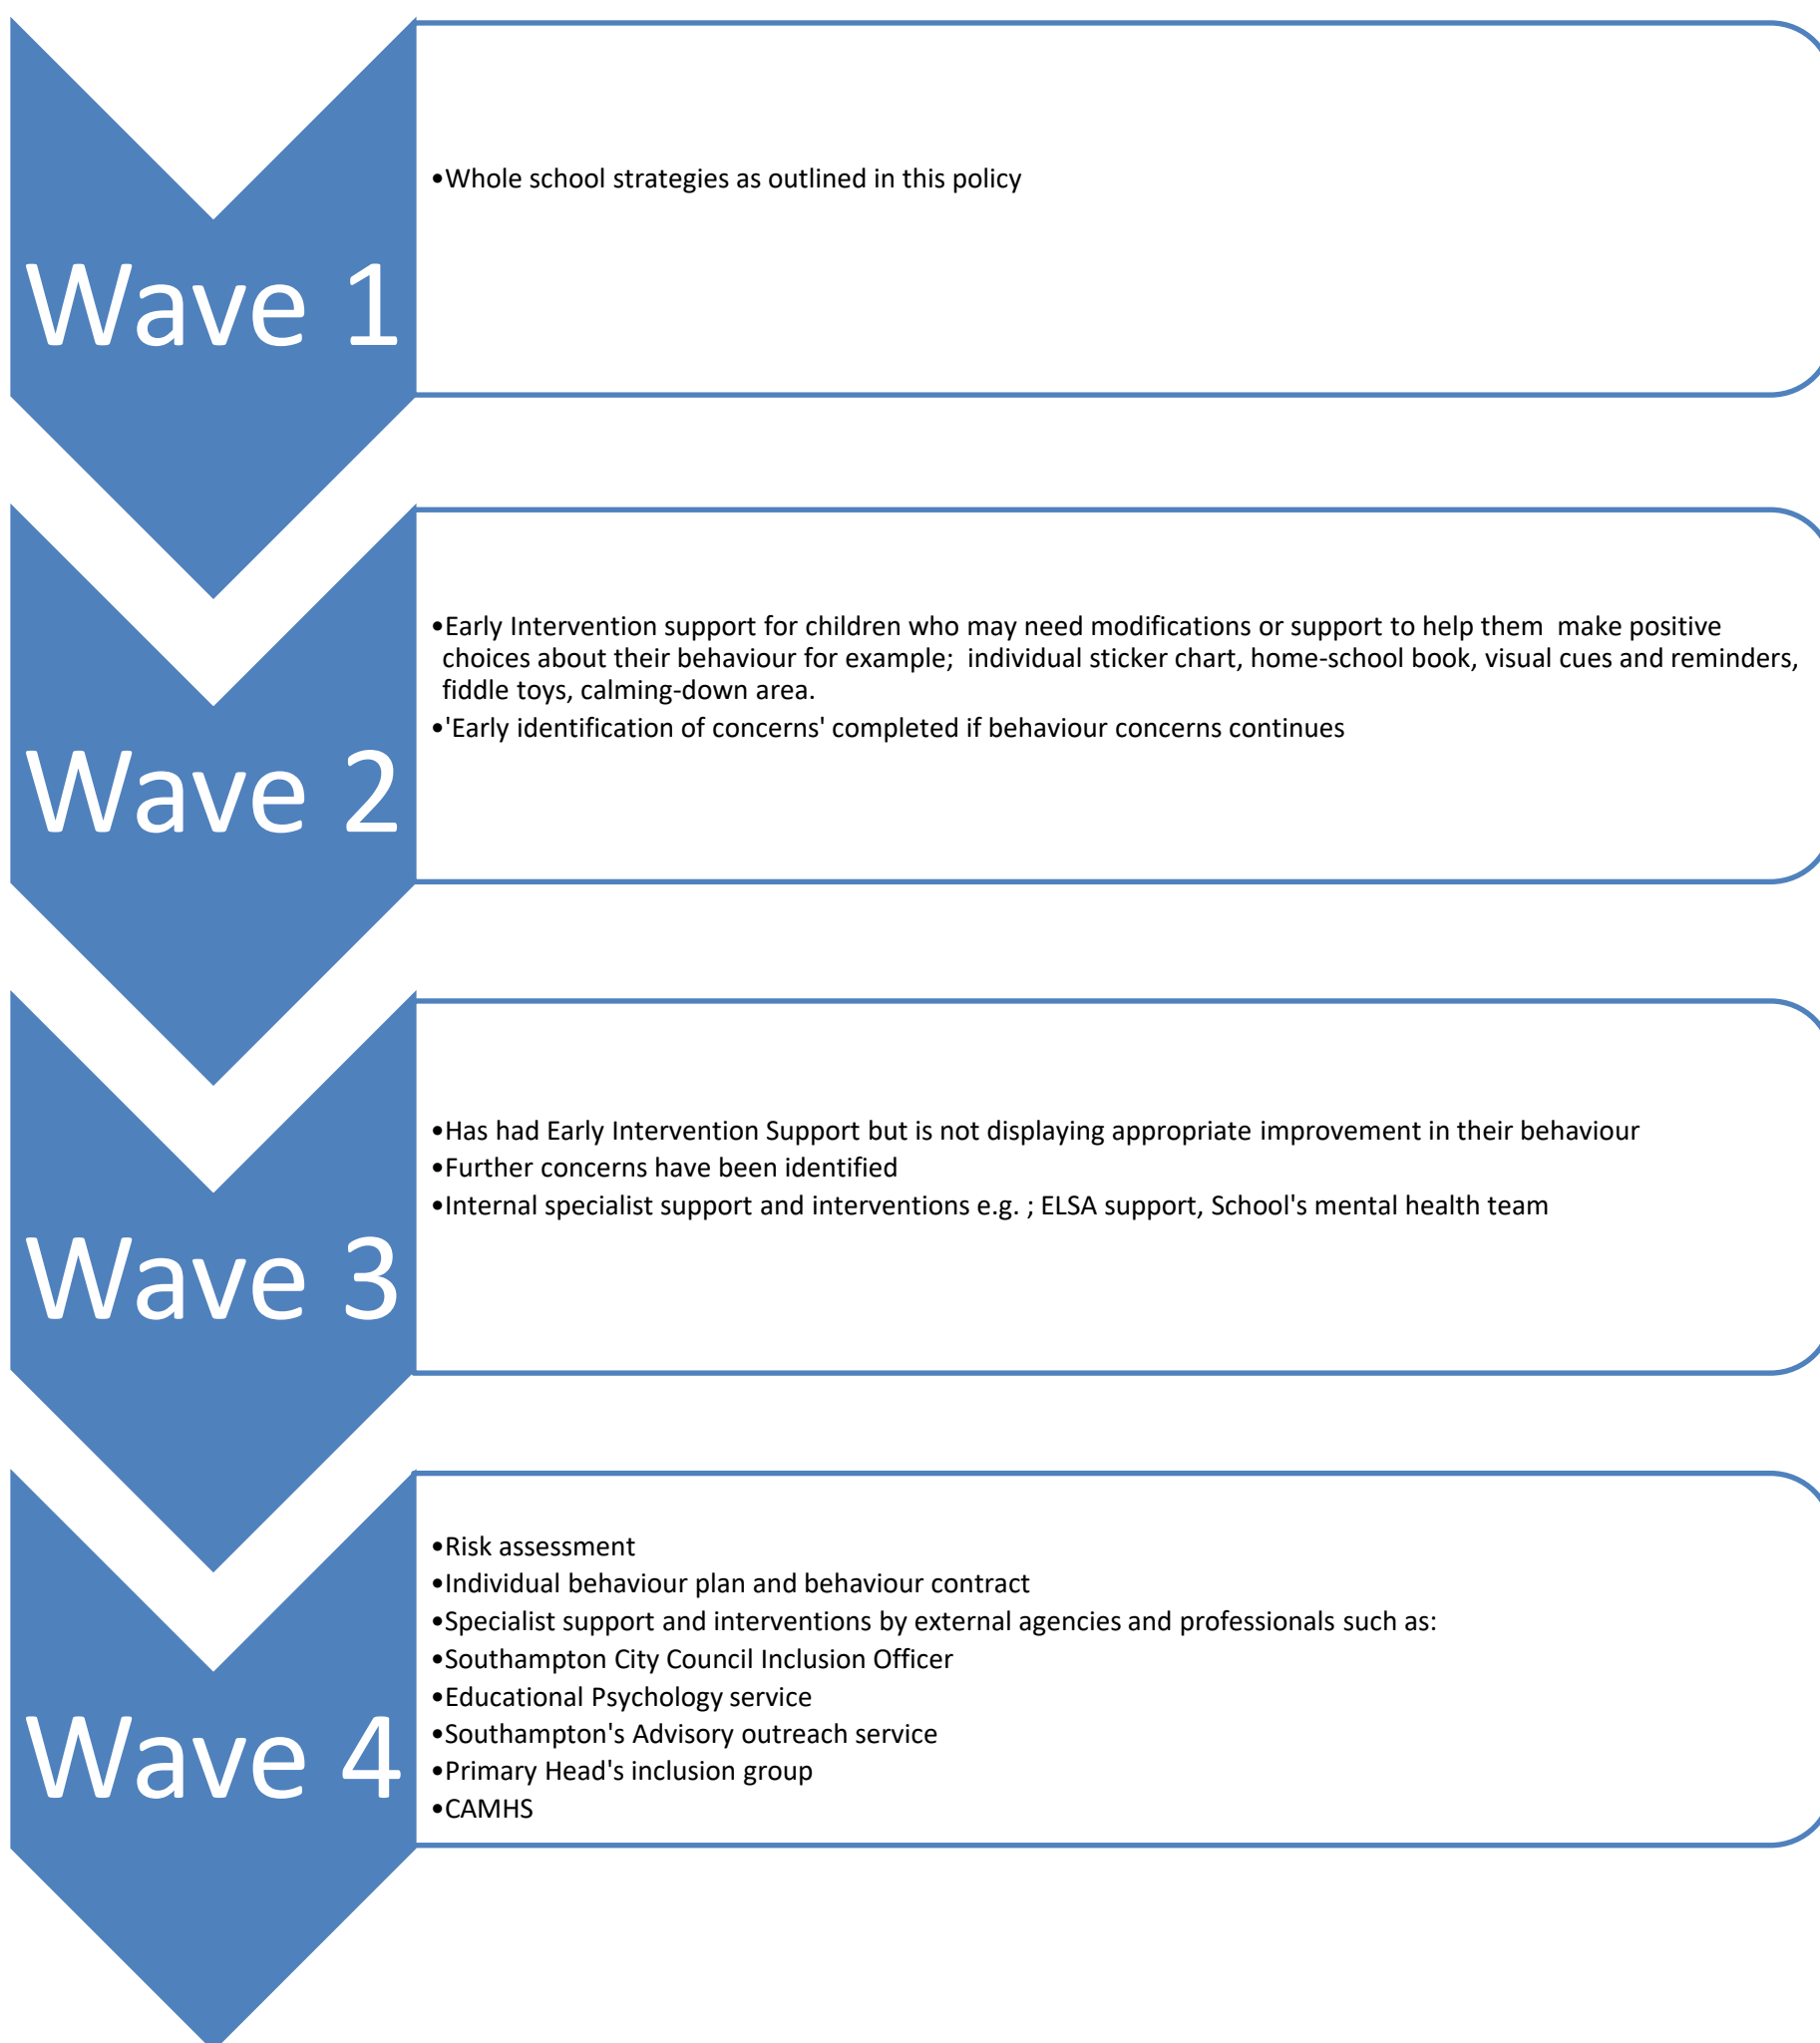 Wave 1
•Whole school strategies as outlined in this policy
Wave 2
•Early Intervention support for children who may need modifications or support to help them  make positive
choices about their behaviour for example;  individual sticker chart, home-school book, visual cues and reminders,
fiddle toys, calming-down area.
•'Early identification of concerns' completed if behaviour concerns continues
Wave 3
•Has had Early Intervention Support but is not displaying appropriate improvement in their behaviour
•Further concerns have been identified
•Internal specialist support and interventions e.g. ; ELSA support, School's mental health team
Wave 4
•Risk assessment
•Individual behaviour plan and behaviour contract
•Specialist support and interventions by external agencies and professionals such as:
•Southampton City Council Inclusion Officer
•Educational Psychology service
•Southampton's Advisory outreach service
•Primary Head's inclusion group
•CAMHS